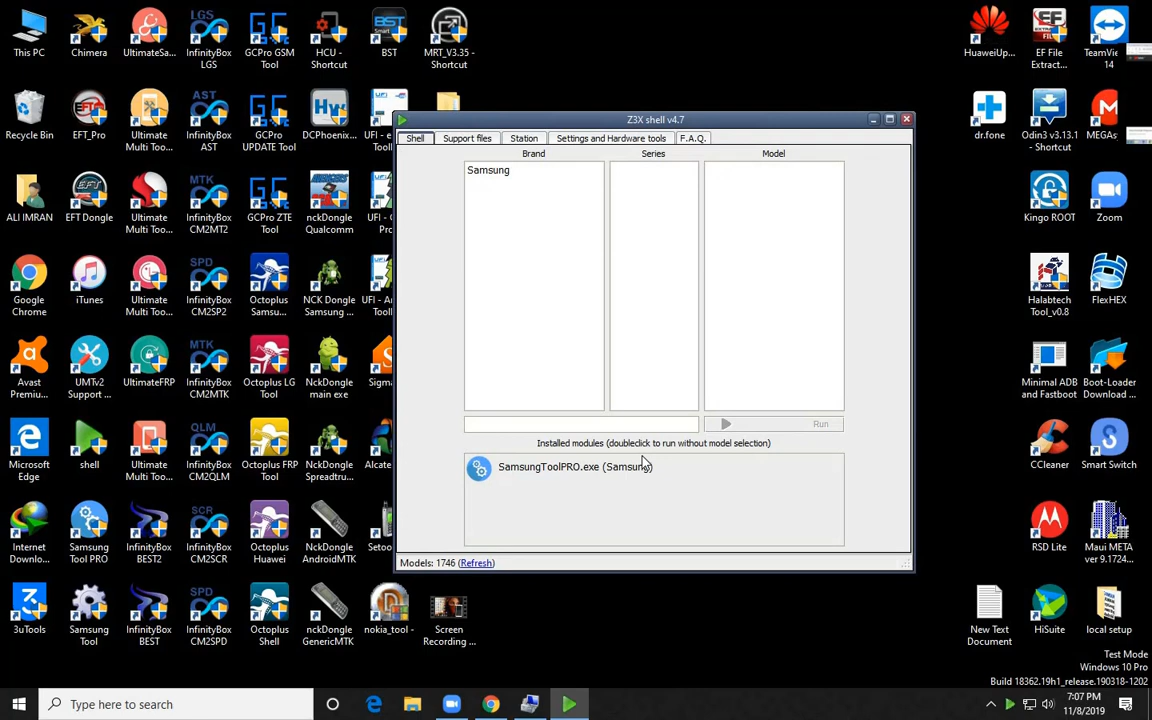 This PC
Chimera
UltimateSa...
InfinityBox
LGS
GCPro GSM
Tool
HCU -
Shortcut
BST
MRT_V3.35 -
Shortcut
HuaweiUp...
EF File
Extract...
TeamVie
14
Recycle Bin
EFT_Pro
Ultimate
Multi Too...
InfinityBox
AST
GCPro
UPDATE Tool
DCPhoenix...
UFI - e
Tool
Z3X shell v4.7
Shell
Support files
Station
Settings and Hardware tools
F.A.Q.
Brand
Series
Model
Samsung
Installed modules (doubleclick to run without model selection)
Run
SamsungToolPRO.exe (Samsung)
Models: 1746 (Refresh)
dr.fone
Odin3 v3.13.1
- Shortcut
MEGAs
ALI IMRAN
EFT Dongle
Ultimate
Multi Too...
InfinityBox
CM2MT2
GCPro ZTE
Tool
nckDongle
Qualcomm
Kingo ROOT
Zoom
Google
Chrome
iTunes
Ultimate
Multi Too...
InfinityBox
CM2SP2
Octoplus
Samsu...
NCK Dongle
Samsung ...
Halabtech
Tool_v0.8
FlexHEX
Avast
Premiu...
UMTv2
Support ...
UltimateFRP
InfinityBox
CM2MTK
Octoplus LG
Tool
NckDongle
main exe
Sigm
Minimal ADB
and Fastboot
Boot-Loader
Download ...
Microsoft
Edge
shell
Ultimate
Multi Too...
InfinityBox
CM2QLM
Octoplus FRP
Tool
NckDongle
Spreadtru...
Alcate
CCleaner
Smart Switch
Internet
Downlo...
Samsung
Tool PRO
InfinityBox
BEST2
InfinityBox
CM2SCR
Octoplus
Huawei
NckDongle
AndroidMTK
Setoo
RSD Lite
Maui META
ver 9.1724...
3uTools
Samsung
Tool
InfinityBox
BEST
InfinityBox
CM2SPD
Octoplus
Shell
nckDongle
GenericMTK
nokia_tool -
Screen
Recording ...
New Text
Document
HiSuite
local setup
Test Mode
Windows 10 Pro
Build 18362.19h1_release.190318-1202
Type here to search
7:07 PM
11/8/2019